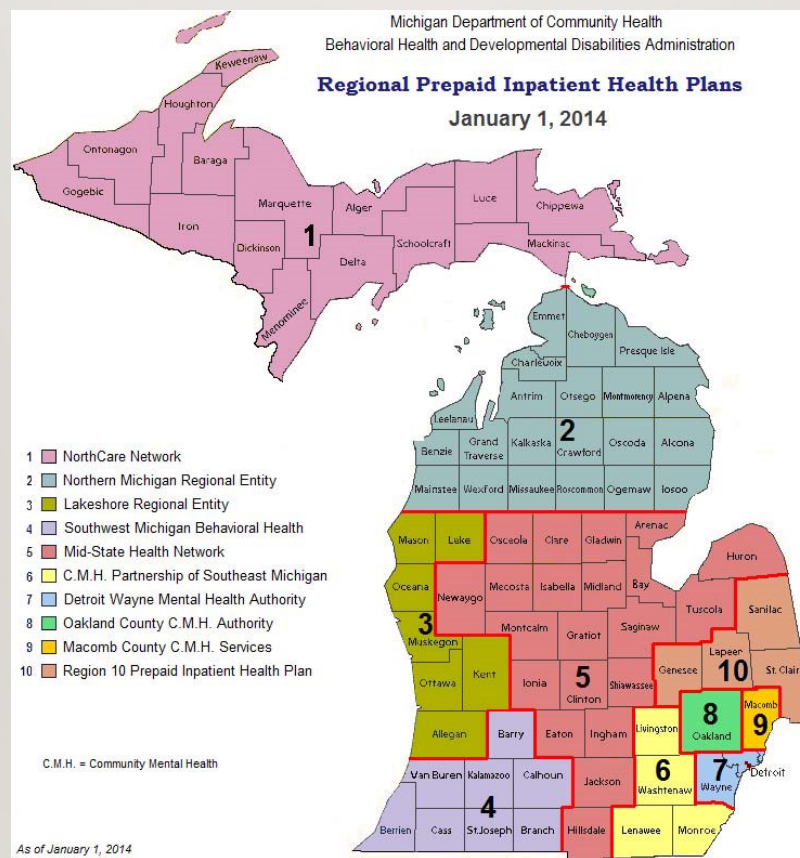 Michigan Department of Community Health
Behavioral Health and Developmental Disabilities Administration
Regional Prepaid Inpatient Health Plans
January 1, 2014
Keweenaw
Houghton
Ontonagon
Baraga
Gogebic
Marquette
Alger
Luce
Chippewa
Iron
1
Dickinson
Schoolcraft
Mackinac
Delta
Menominee
Emmet
Cheboygen
Presque Isle
Charlevoix
Antrim
Otsego
Montmorency
Alpena
Leelanau
2
Benzie
Grand
Traverse
Kalkaska
Crawford
Oscoda
Alcona
Mainstee
Wexford
Missaukee
Roscommon
Ogemaw
Iosoo
1 NorthCare Network
2 Northern Michigan Regional Entity
3 Lakeshore Regional Entity
4 Southwest Michigan Behavioral Health
5 Mid-State Health Network
6 C.M.H. Partnership of Southeast Michigan
7 Detroit Wayne Mental Health Authority
8 Oakland County C.M.H. Authority
9 Macomb County C.M.H. Services
10 Region 10 Prepaid Inpatient Health Plan
Mason
Luke
Osceola
Clare
Gladwin
Arenac
Huron
Oceana
Newaygo
Mecosta
Isabella
Midland
Bay
Tuscola
Sanilac
3
Muskegon
Montcalm
Gratiot
Saginaw
Lapeer
10
Genesee
St. Clair
Ottawa
Kent
Ionia
5
Clinton
Shiawassee
Macomb
9
8
Oakland
Livingston
Allegan
Barry
Eaton
Ingham
6
Washtenaw
7
Wayne
Detroit
Van Buren
Kalamazoo
Calhoun
Jackson
4
Berrien
Cass
St.Joseph
Branch
Hillsdale
Lenawee
Monroe
C.M.H. = Community Mental Health
As of January 1, 2014